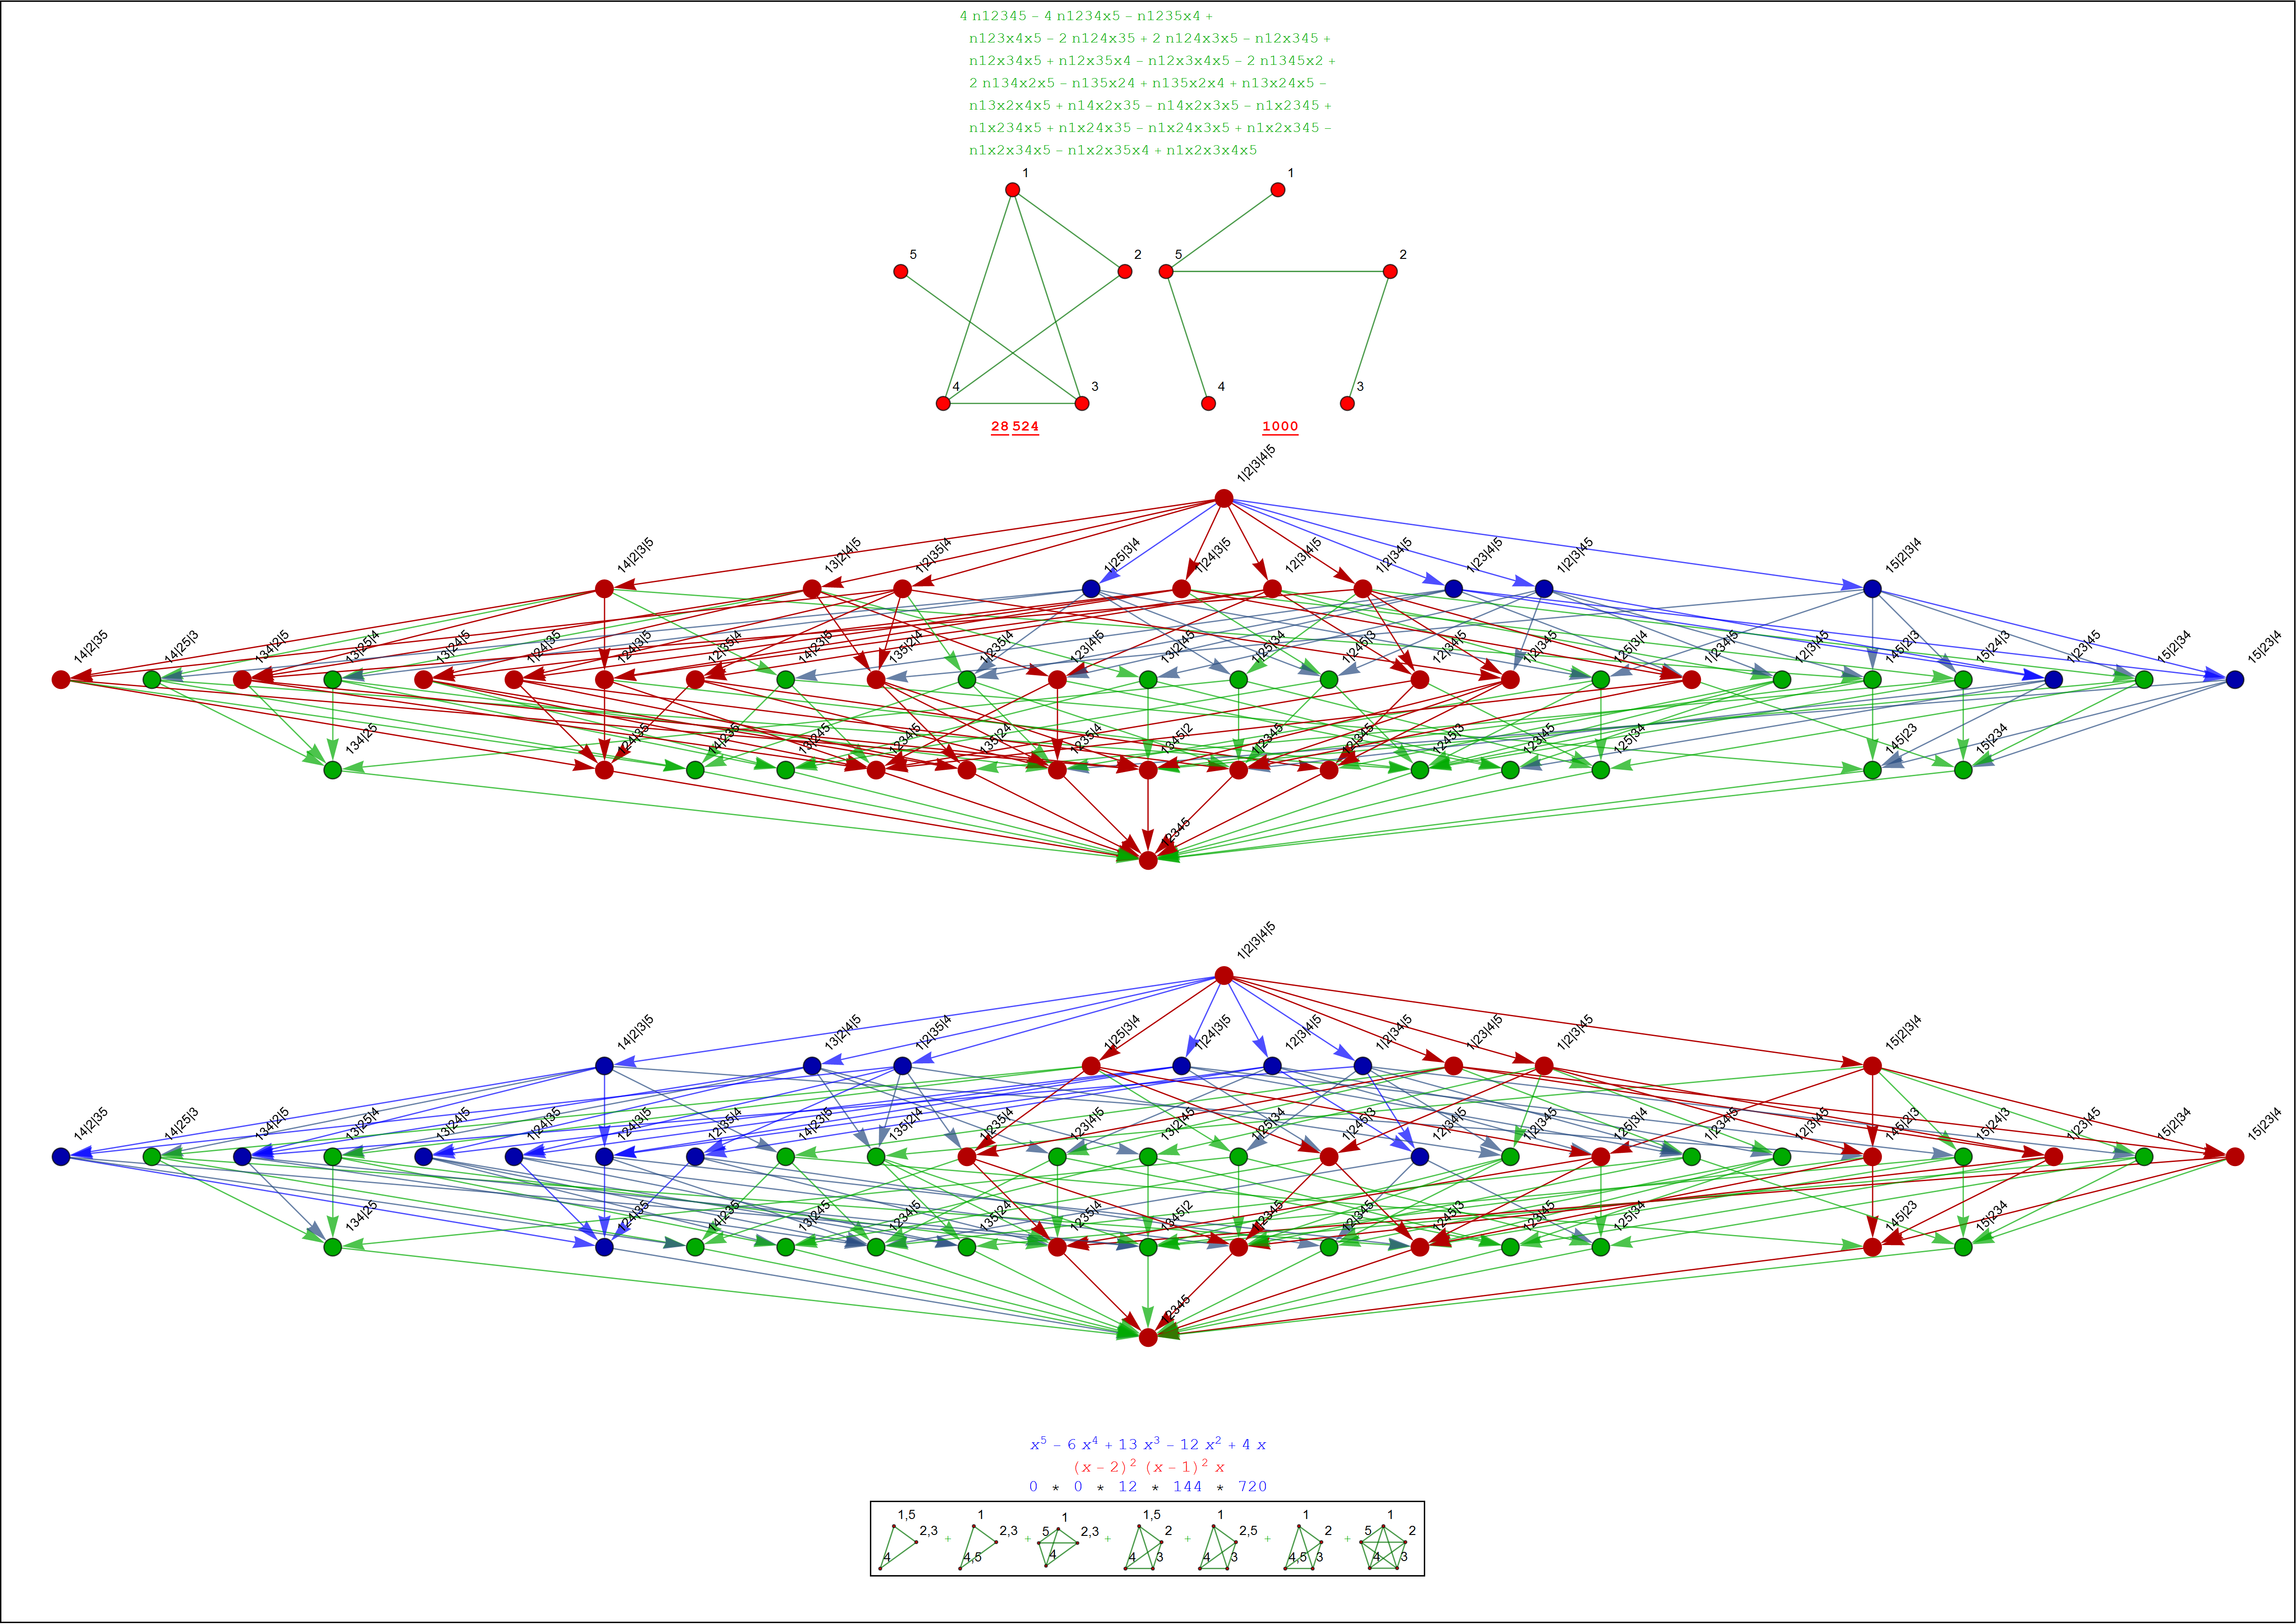 4 n12345 − 4 n1234x5 − n1235x4 +
n123x4x5 − 2 n124x35 + 2 n124x3x5 − n12x345 +
n12x34x5 + n12x35x4 − n12x3x4x5 − 2 n1345x2 +
2 n134x2x5 − n135x24 + n135x2x4 + n13x24x5 −
n13x2x4x5 + n14x2x35 − n14x2x3x5 − n1x2345 +
n1x234x5 + n1x24x35 − n1x24x3x5 + n1x2x345 −
n1x2x34x5 − n1x2x35x4 + n1x2x3x4x5
1 1
5 2 5 2
4 3 4 3
28 524 1000
1|2|3|4|5
14|2|3|5 13|2|4|5 1|2|35|4 1|25|3|4 1|24|3|5 12|3|4|5 1|2|34|5 1|23|4|5 1|2|3|45 15|2|3|4
14|2|35 14|25|3 134|2|5 13|25|4 13|24|5 1|24|35 124|3|5 12|35|4 14|23|5 135|2|4 1|235|4 123|4|5 13|2|45 1|25|34 1|245|3 12|34|5 1|2|345 125|3|4 1|234|5 12|3|45 145|2|3 15|24|3 1|23|45 15|2|34 15|23|4
134|25 124|35 14|235 13|245 1234|5 135|24 1235|4 1345|2 1|2345 12|345 1245|3 123|45 125|34 145|23 15|234
12345
1|2|3|4|5
14|2|3|5 13|2|4|5 1|2|35|4 1|25|3|4 1|24|3|5 12|3|4|5 1|2|34|5 1|23|4|5 1|2|3|45 15|2|3|4
14|2|35 14|25|3 134|2|5 13|25|4 13|24|5 1|24|35 124|3|5 12|35|4 14|23|5 135|2|4 1|235|4 123|4|5 13|2|45 1|25|34 1|245|3 12|34|5 1|2|345 125|3|4 1|234|5 12|3|45 145|2|3 15|24|3 1|23|45 15|2|34 15|23|4
134|25 124|35 14|235 13|245 1234|5 135|24 1235|4 1345|2 1|2345 12|345 1245|3 123|45 125|34 145|23 15|234
12345
x⁵ − 6 x⁴ + 13 x³ − 12 x² + 4 x
(x − 2)² (x − 1)² x
0 * 0 * 12 * 144 * 720
1,5 2,3 4 + 1 2,3 4,5 + 1 5 2,3 4 + 1,5 2 4 3 + 1 2,5 4 3 + 1 2 4,5 3 + 1 5 2 4 3